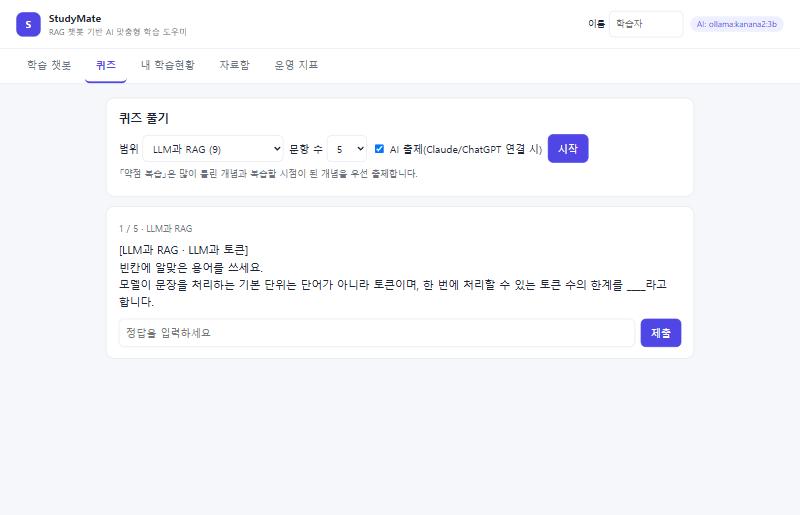 S
StudyMate
RAG 챗봇 기반 AI 맞춤형 학습 도우미
이름 학습자 AI: ollama:kanana2:3b
학습 챗봇 퀴즈 내 학습현황 자료함 운영 지표
퀴즈 풀기
범위 LLM과 RAG (9) 문항 수 5 AI 출제(Claude/ChatGPT 연결 시) 시작
「약점 복습」은 많이 틀린 개념과 복습할 시점이 된 개념을 우선 출제합니다.
1 / 5 · LLM과 RAG
[LLM과 RAG · LLM과 토큰]
빈칸에 알맞은 용어를 쓰세요.
모델이 문장을 처리하는 기본 단위는 단어가 아니라 토큰이며, 한 번에 처리할 수 있는 토큰 수의 한계를 ____라고
합니다.
정답을 입력하세요 제출